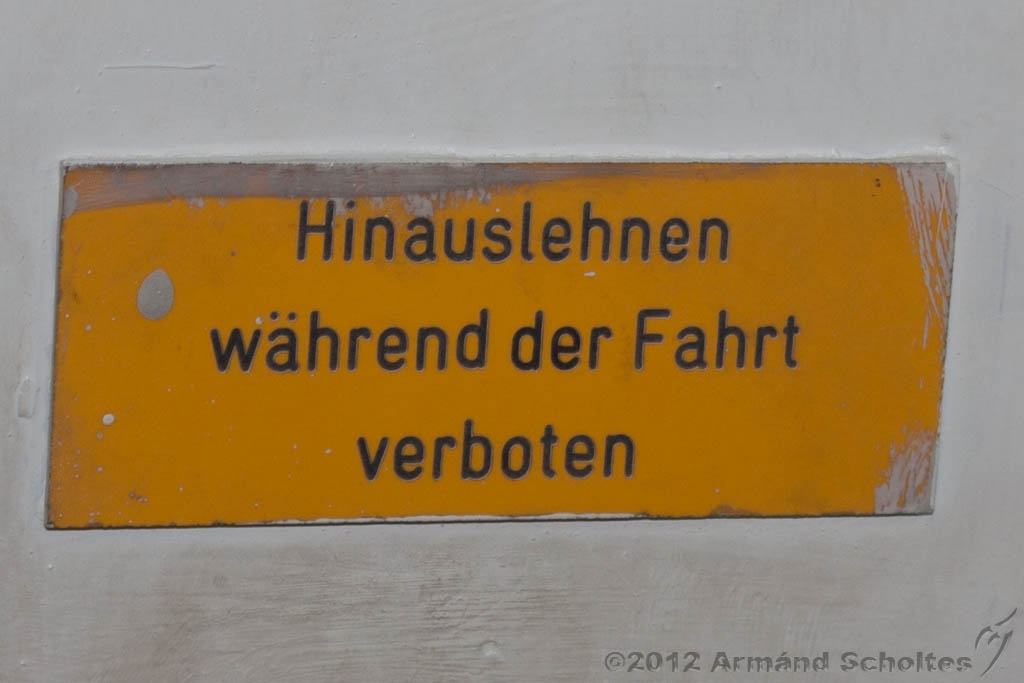 Hinauslehnen
während der Fahrt
verboten
©2012 Armánd Scholtes